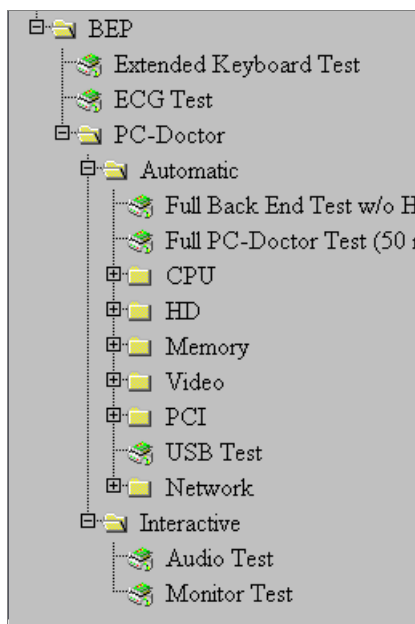 BEP
Extended Keyboard Test
ECG Test
PC-Doctor
Automatic
Full Back End Test w/o H
Full PC-Doctor Test (50
CPU
HD
Memory
Video
PCI
USB Test
Network
Interactive
Audio Test
Monitor Test